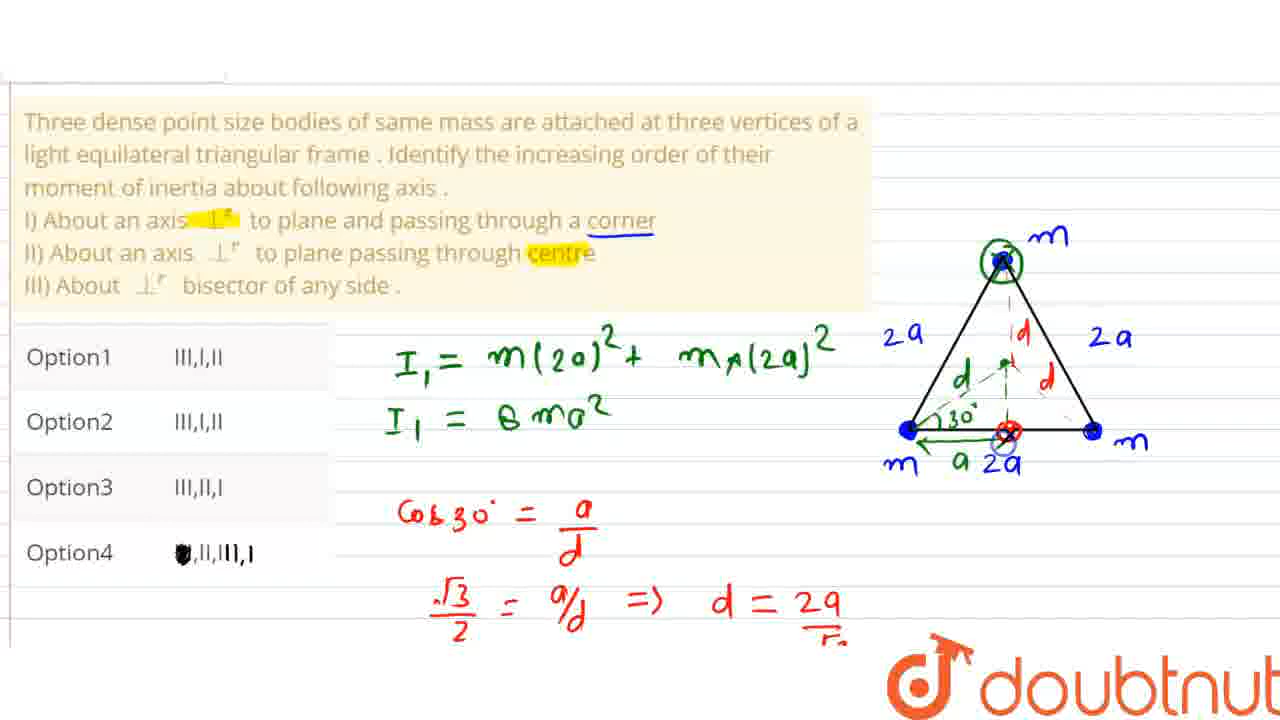 Three dense point size bodies of same mass are attached at three vertices of a
light equilateral triangular frame . Identify the increasing order of their
moment of inertia about following axis .
I) About an axis ⊥ʳ to plane and passing through a corner
II) About an axis ⊥ʳ to plane passing through centre
III) About ⊥ʳ bisector of any side .
Option1 III,I,II
Option2 III,I,II
Option3 III,II,I
Option4 ,II,III,I
I₁ = m(2a)² + m × (2a)²
I₁ = 8 ma²
Cos 30° = a/d
√3/2 = a/d => d = 2a/
m
2a
2a
d
d
d
30°
m
a
2a
m
doubtnut